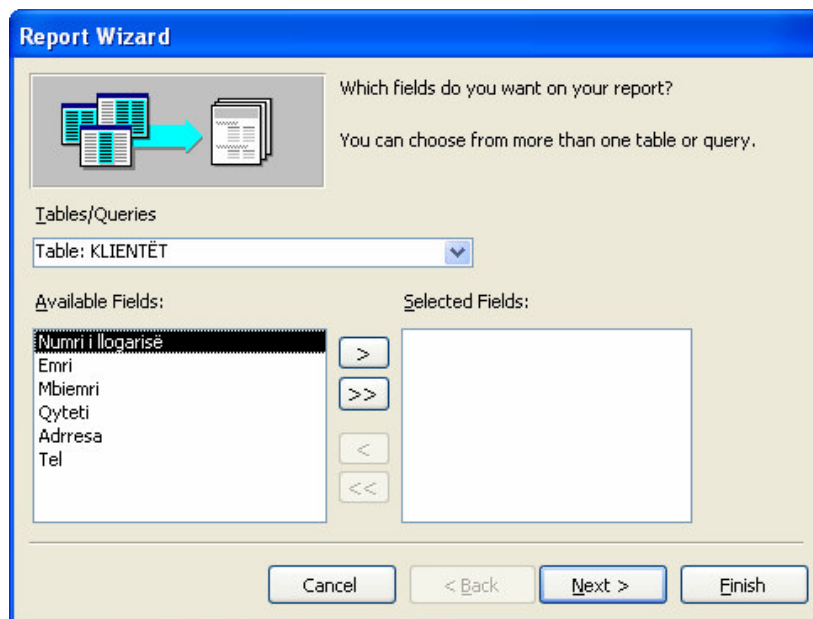 Report Wizard
Which fields do you want on your report?
You can choose from more than one table or query.
Tables/Queries
Table: KLIENTËT
Available Fields:
Selected Fields:
Numri i llogarisë
Emri
Mbiemri
Qyteti
Adrresa
Tel
>
>>
<
<<
Cancel
< Back
Next >
Finish